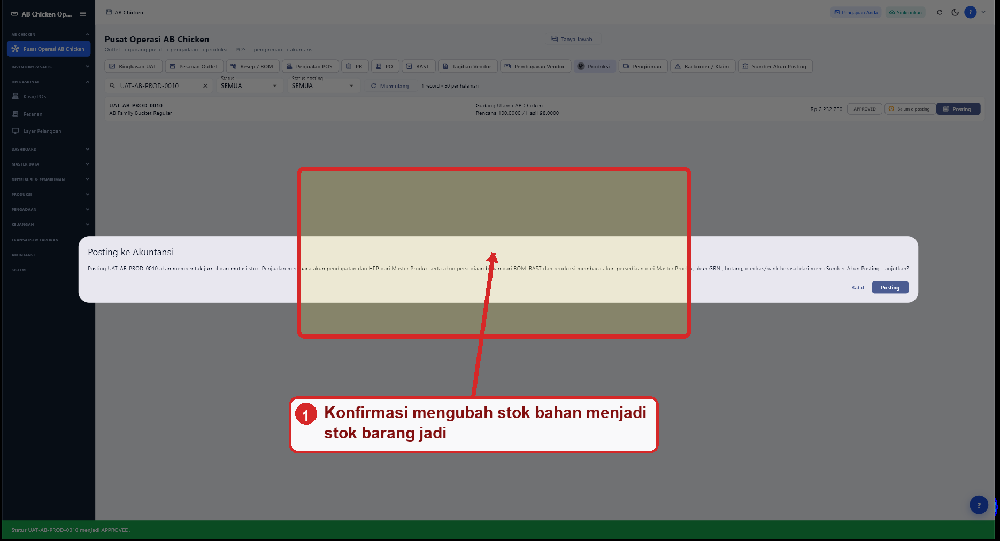 AB Chicken Op...
AB Chicken
Pengajuan Anda
Sinkronkan
?
AB CHICKEN
Pusat Operasi AB Chicken
INVENTORY & SALES
OPERASIONAL
Kasir/POS
Pesanan
Layar Pelanggan
DASHBOARD
MASTER DATA
DISTRIBUSI & PENGIRIMAN
PRODUKSI
PENGADAAN
KEUANGAN
TRANSAKSI & LAPORAN
AKUNTANSI
SISTEM
Pusat Operasi AB Chicken
Outlet → gudang pusat → pengadaan → produksi → POS → pengiriman → akuntansi
Tanya Jawab
Ringkasan UAT
Pesanan Outlet
Resep / BOM
Penjualan POS
PR
PO
BAST
Tagihan Vendor
Pembayaran Vendor
Produksi
Pengiriman
Backorder / Klaim
Sumber Akun Posting
UAT-AB-PROD-0010
Status
SEMUA
Status posting
SEMUA
Muat ulang
1 record • 50 per halaman
UAT-AB-PROD-0010
AB Family Bucket Regular
Gudang Utama AB Chicken
Rencana 100.0000 / Hasil 98.0000
Rp 2.232.750
APPROVED
Belum diposting
Posting
Posting ke Akuntansi
Posting UAT-AB-PROD-0010 akan membentuk jurnal dan mutasi stok. Penjualan membaca akun pendapatan dan HPP dari Master Produk serta akun persediaan bahan dari BOM. BAST dan produksi membaca akun persediaan dari Master Produk; akun GRNI, hutang, dan kas/bank berasal dari menu Sumber Akun Posting. Lanjutkan?
Batal
Posting
1
Konfirmasi mengubah stok bahan menjadi
stok barang jadi
?
Status UAT-AB-PROD-0010 menjadi APPROVED.